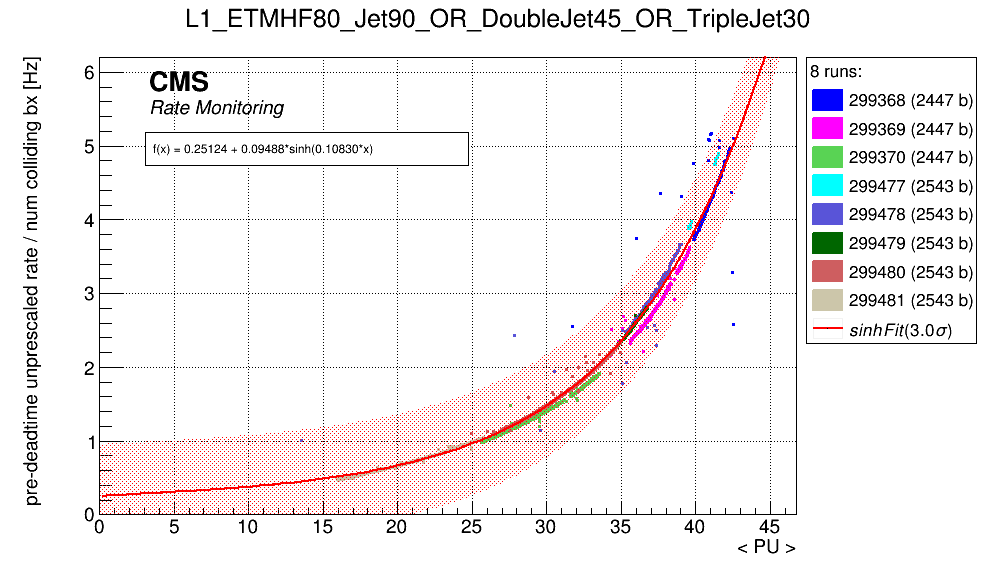 L1_ETMHF80_Jet90_OR_DoubleJet45_OR_TripleJet30
pre-deadtime unprescaled rate / num colliding bx [Hz]
6
5
4
3
2
1
0
CMS
Rate Monitoring
f(x) = 0.25124 + 0.09488*sinh(0.10830*x)
0 5 10 15 20 25 30 35 40 45
< PU >
8 runs:
299368 (2447 b)
299369 (2447 b)
299370 (2447 b)
299477 (2543 b)
299478 (2543 b)
299479 (2543 b)
299480 (2543 b)
299481 (2543 b)
sinhFit(3.0σ)